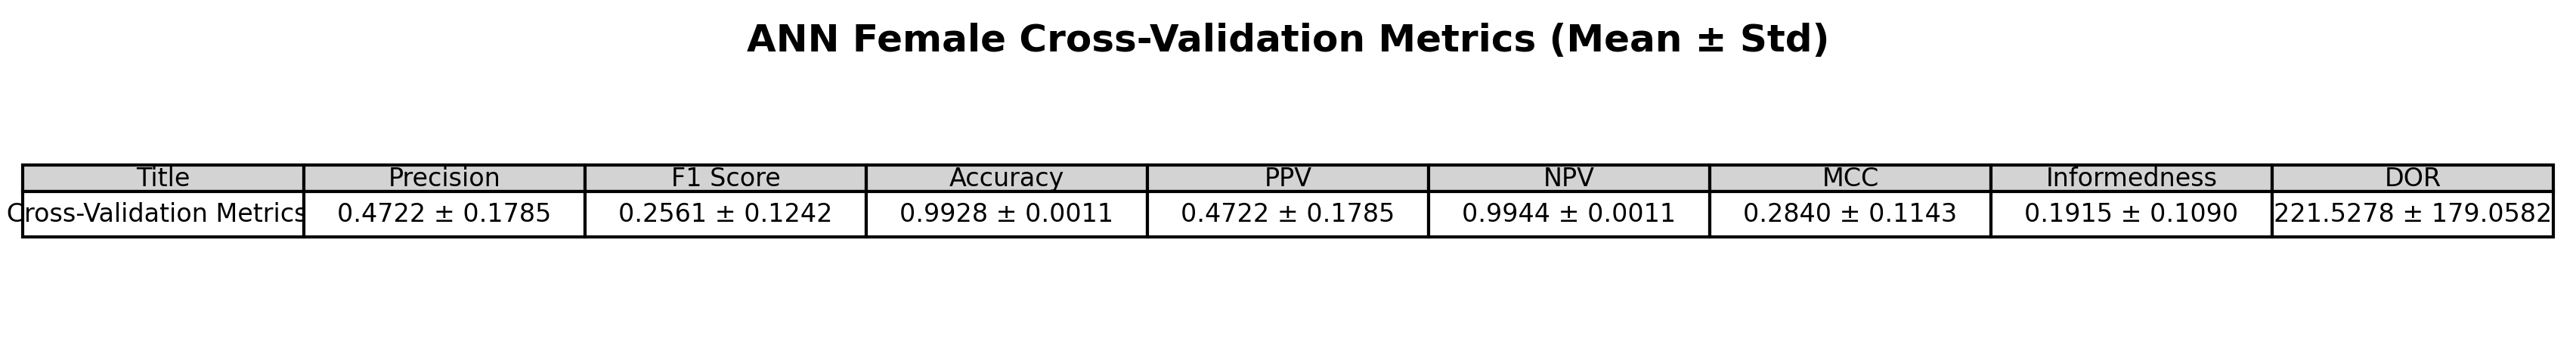 ANN Female Cross-Validation Metrics (Mean ± Std)
Title Precision F1 Score Accuracy PPV NPV MCC Informedness DOR
Cross-Validation Metrics 0.4722 ± 0.1785 0.2561 ± 0.1242 0.9928 ± 0.0011 0.4722 ± 0.1785 0.9944 ± 0.0011 0.2840 ± 0.1143 0.1915 ± 0.1090 221.5278 ± 179.0582